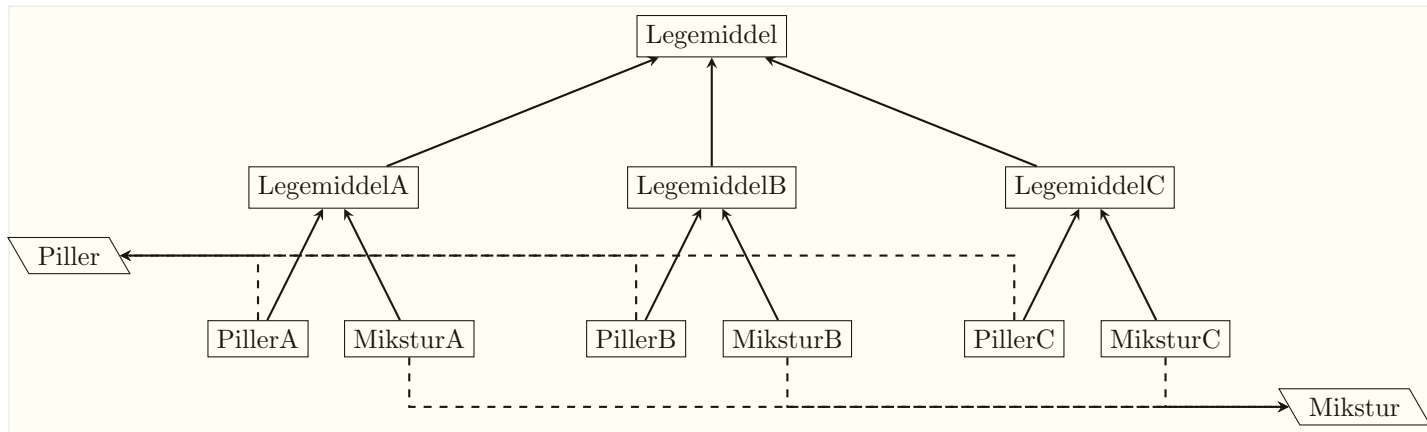 Legemiddel
LegemiddelA LegemiddelB LegemiddelC
Piller
PillerA MiksturA PillerB MiksturB PillerC MiksturC
Mikstur